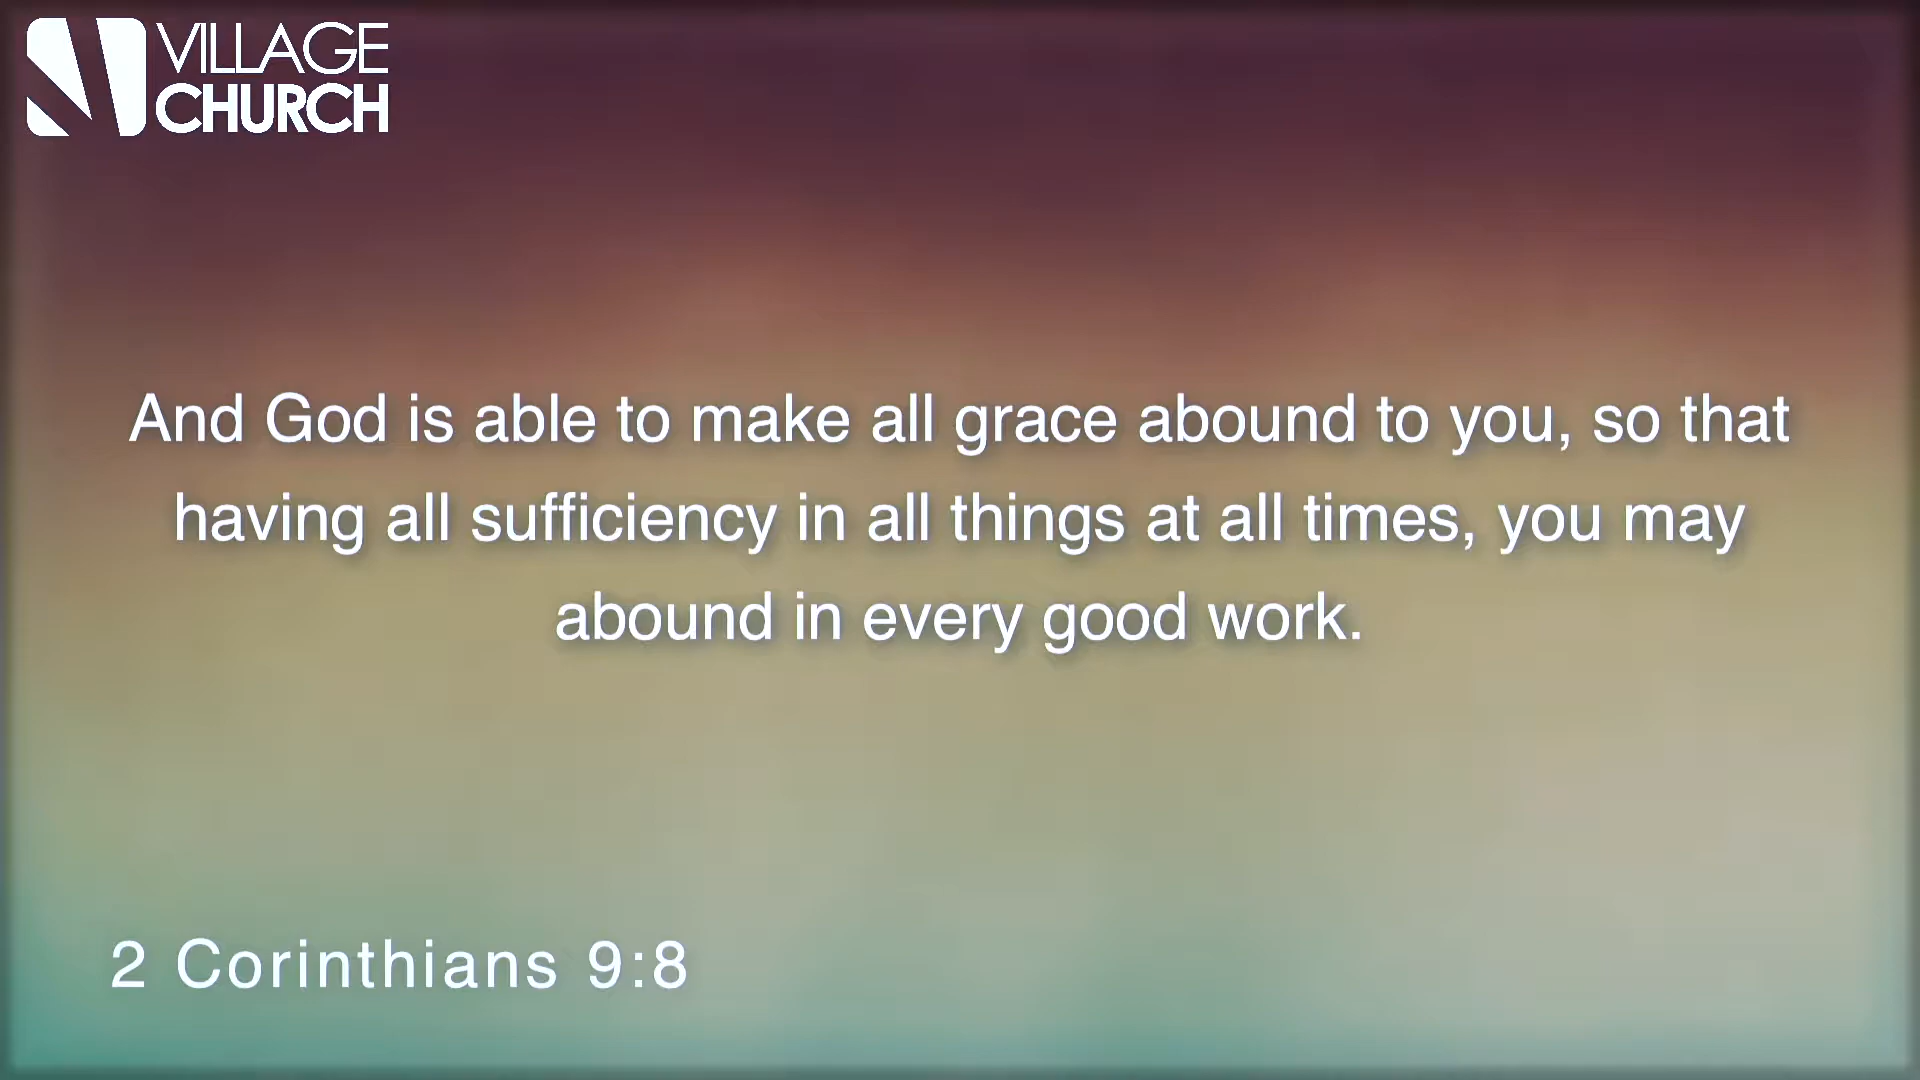 VILLAGE
CHURCH
And God is able to make all grace abound to you, so that
having all sufficiency in all things at all times, you may
abound in every good work.
2 Corinthians 9:8